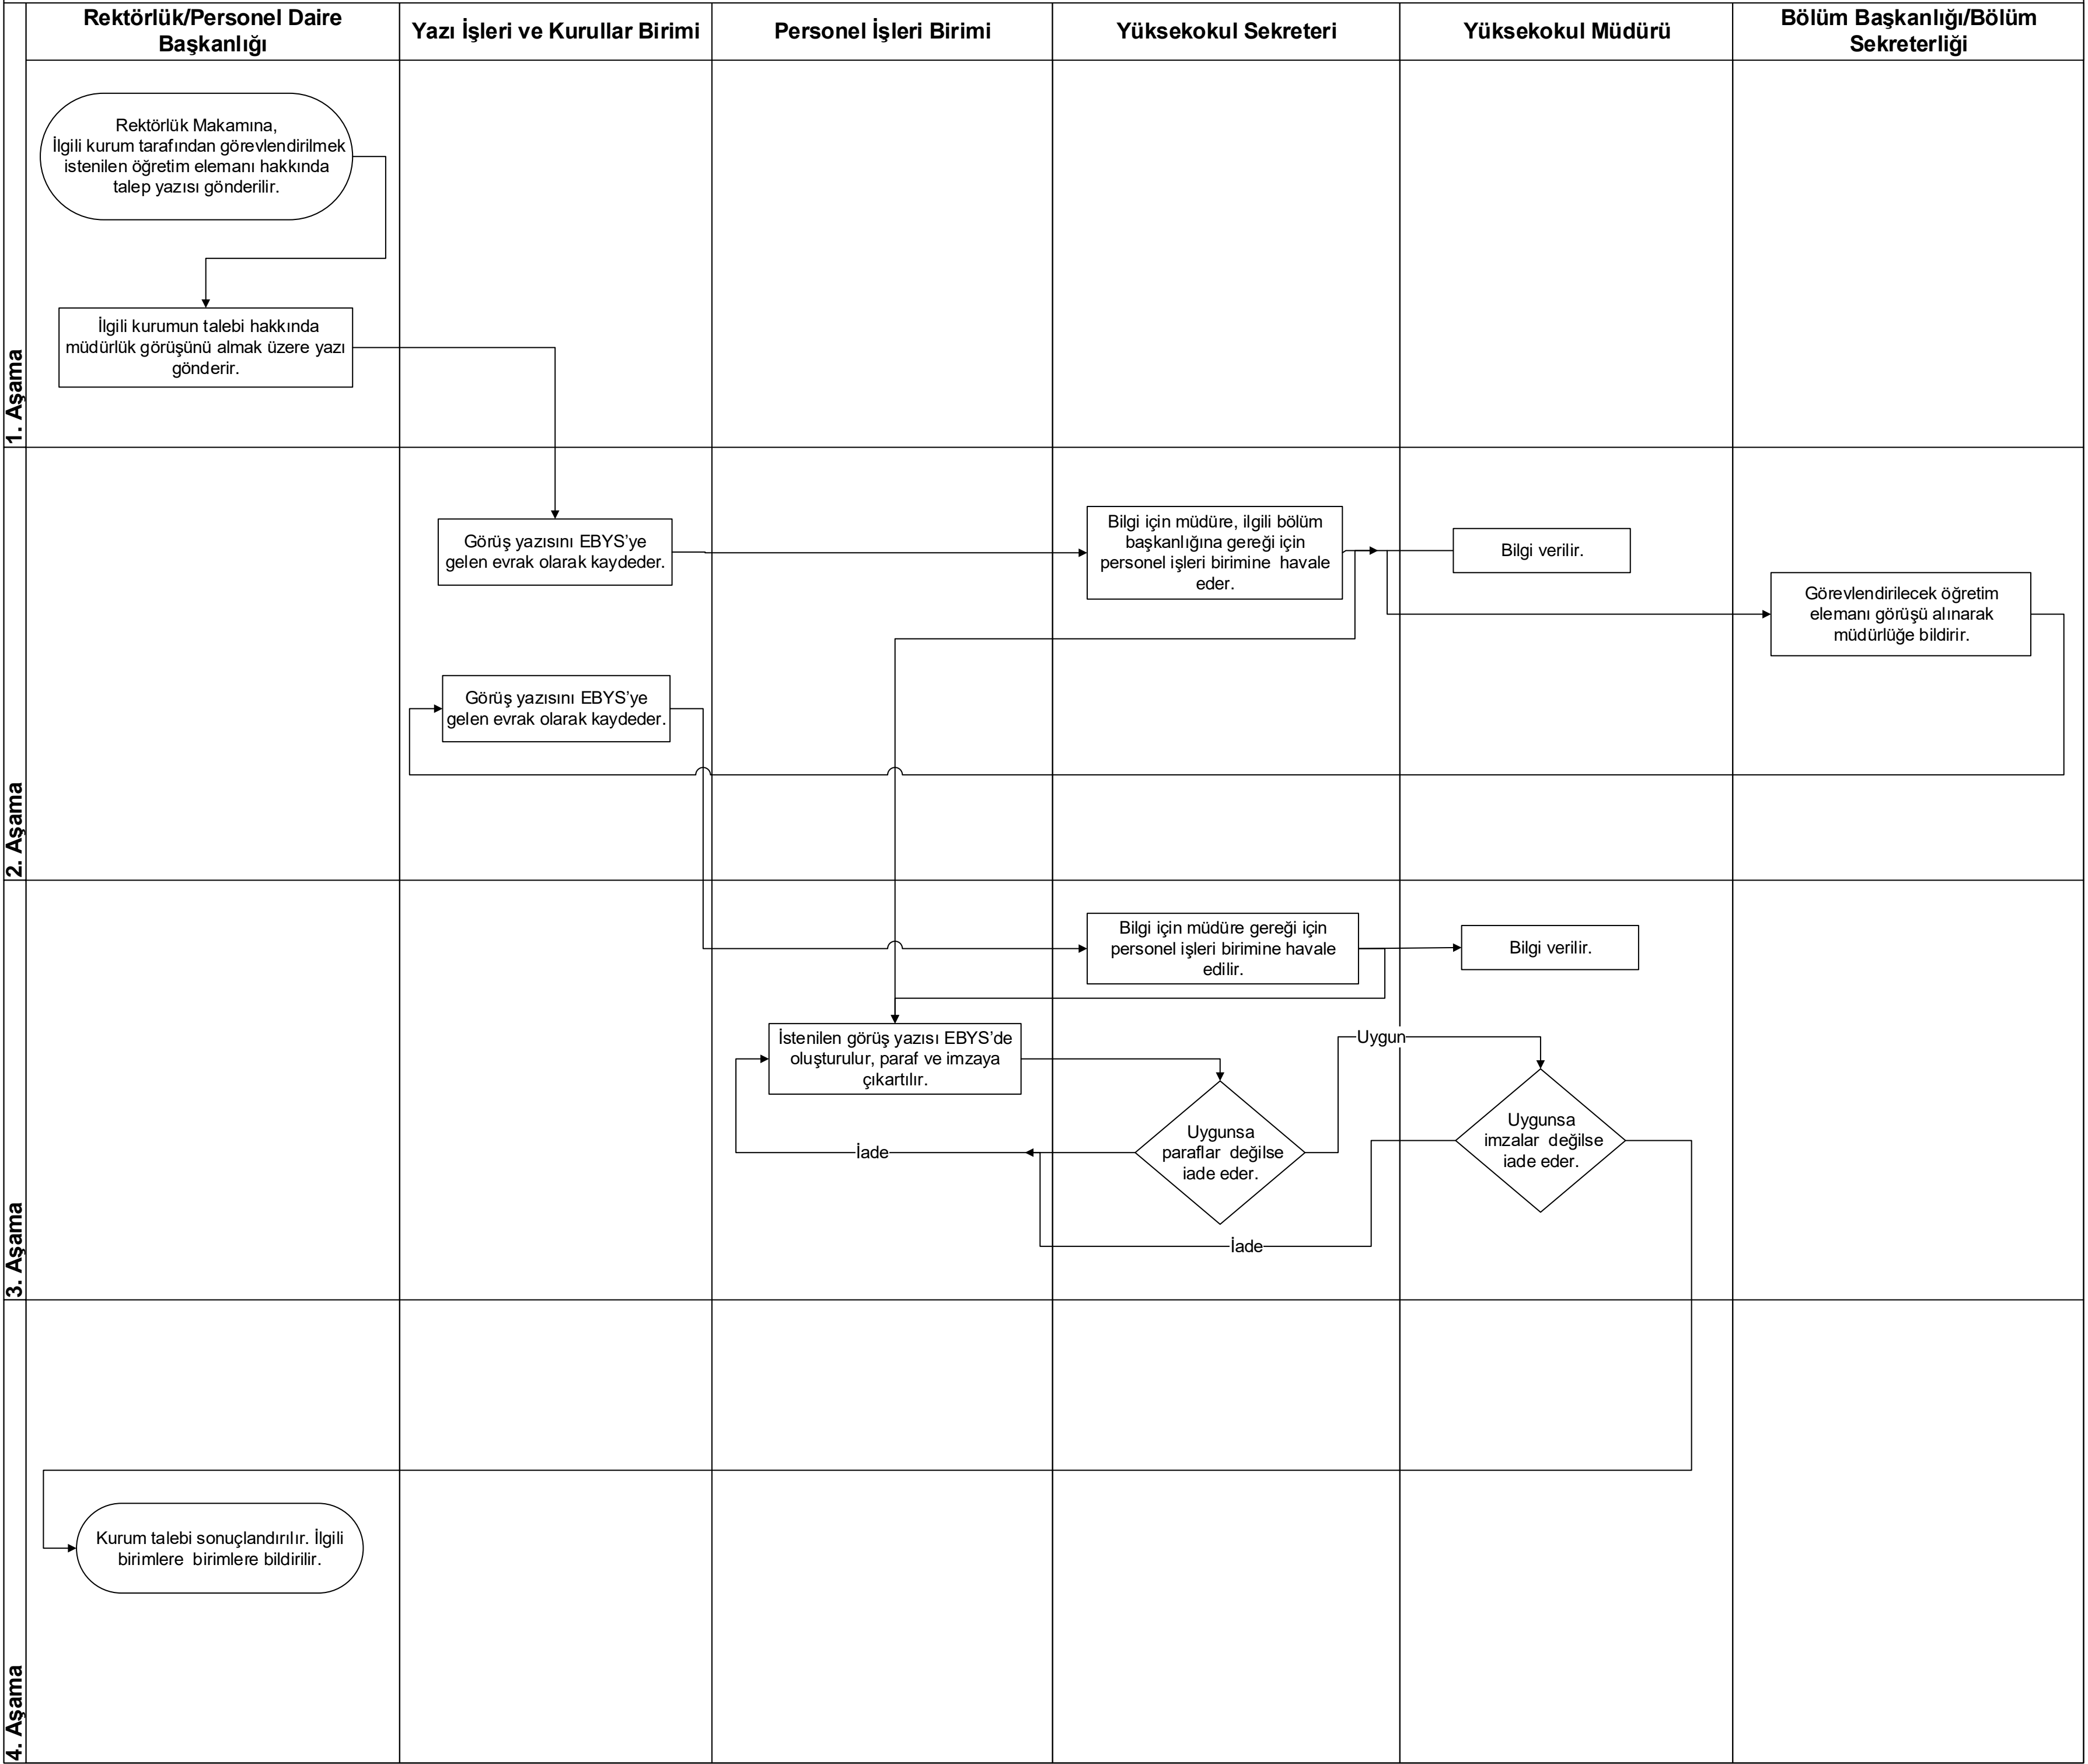 Rektörlük/Personel Daire
Başkanlığı
Yazı İşleri ve Kurullar Birimi
Personel İşleri Birimi
Yüksekokul Sekreteri
Yüksekokul Müdürü
Bölüm Başkanlığı/Bölüm
Sekreterliği
1. Aşama
Rektörlük Makamına,
İlgili kurum tarafından görevlendirilmek
istenilen öğretim elemanı hakkında
talep yazısı gönderilir.
İlgili kurumun talebi hakkında
müdürlük görüşünü almak üzere yazı
gönderir.
2. Aşama
Görüş yazısını EBYS’ye
gelen evrak olarak kaydeder.
Bilgi için müdüre, ilgili bölüm
başkanlığına gereği için
personel işleri birimine  havale
eder.
Bilgi verilir.
Görevlendirilecek öğretim
elemanı görüşü alınarak
müdürlüğe bildirir.
Görüş yazısını EBYS’ye
gelen evrak olarak kaydeder.
3. Aşama
Bilgi için müdüre gereği için
personel işleri birimine havale
edilir.
Bilgi verilir.
İstenilen görüş yazısı EBYS’de
oluşturulur, paraf ve imzaya
çıkartılır.
Uygun
Uygunsa
paraflar  değilse
iade eder.
Uygunsa
imzalar  değilse
iade eder.
İade
İade
4. Aşama
Kurum talebi sonuçlandırılır. İlgili
birimlere  birimlere bildirilir.